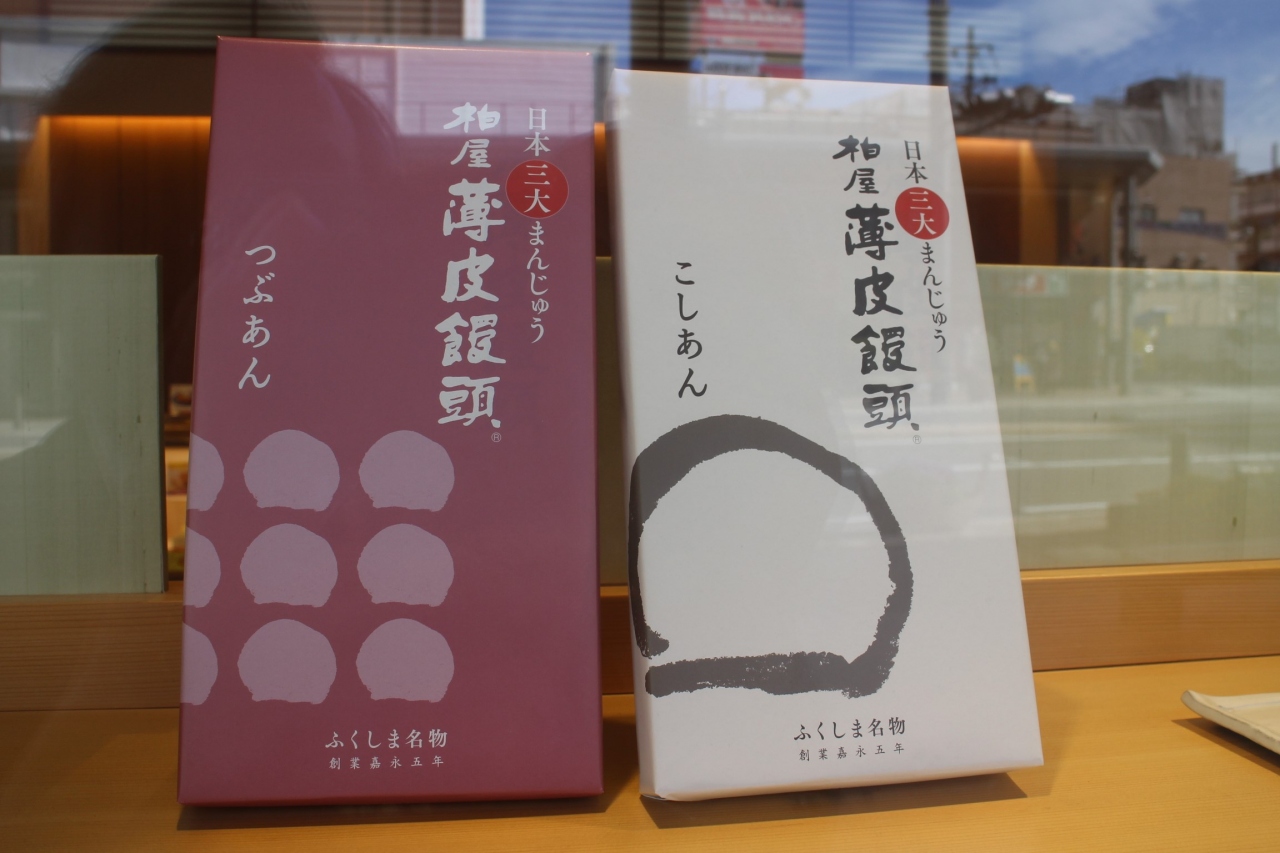 日本三大まんじゅう
柏屋
薄皮饅頭®
つぶあん
ふくしま名物
創業嘉永五年
日本三大まんじゅう
柏屋
薄皮饅頭®
こしあん
ふくしま名物
創業嘉永五年